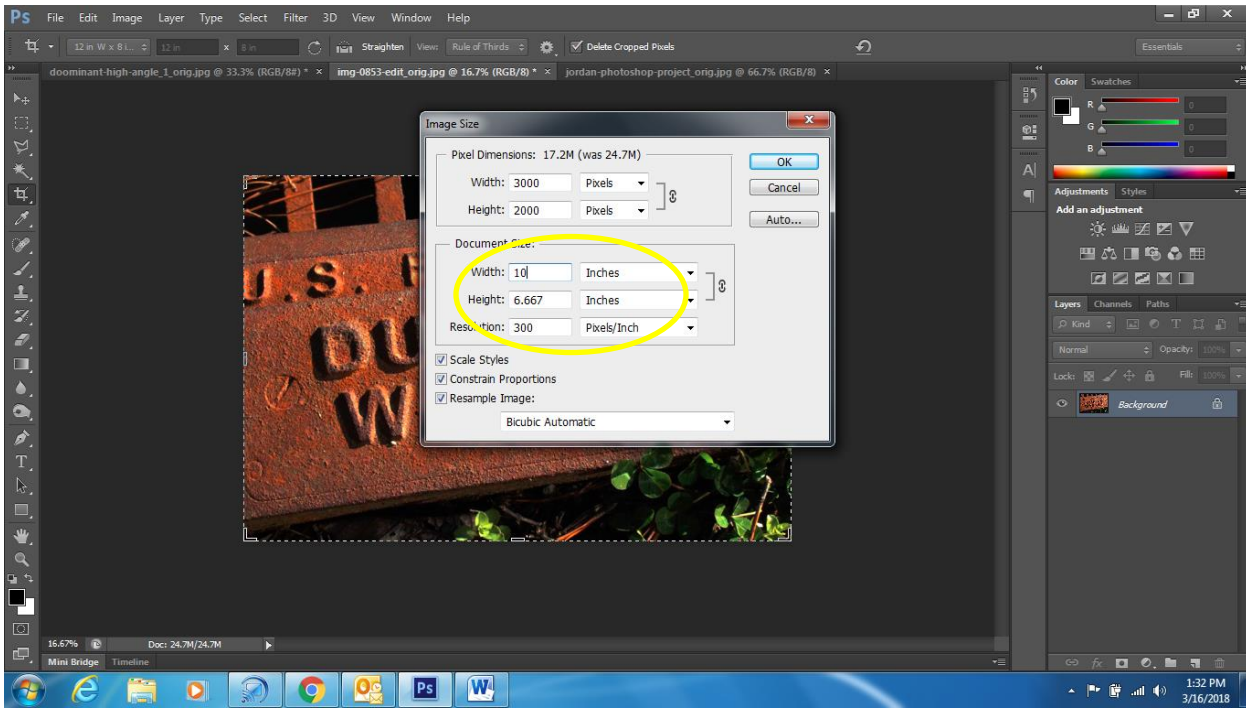 Ps File Edit Image Layer Type Select Filter 3D View Window Help
12 in W x 8 i... 12 in x 8 in Straighten View: Rule of Thirds Delete Cropped Pixels Essentials
doominant-high-angle_1_orig.jpg @ 33.3% (RGB/8#) * × img-0853-edit_orig.jpg @ 16.7% (RGB/8) * × jordan-photoshop-project_orig.jpg @ 66.7% (RGB/8) ×
Color Swatches
R 0
G 0
B 0
Adjustments Styles
Add an adjustment
Layers Channels Paths
Kind
Normal Opacity: 100%
Lock: Fill: 100%
Background
Image Size
Pixel Dimensions: 17.2M (was 24.7M)
Width: 3000 Pixels
Height: 2000 Pixels
OK
Cancel
Auto...
Document Size:
Width: 10 Inches
Height: 6.667 Inches
Resolution: 300 Pixels/Inch
Scale Styles
Constrain Proportions
Resample Image:
Bicubic Automatic
U.S.
DU
W
16.67% Doc: 24.7M/24.7M
Mini Bridge Timeline
Ps W
1:32 PM
3/16/2018